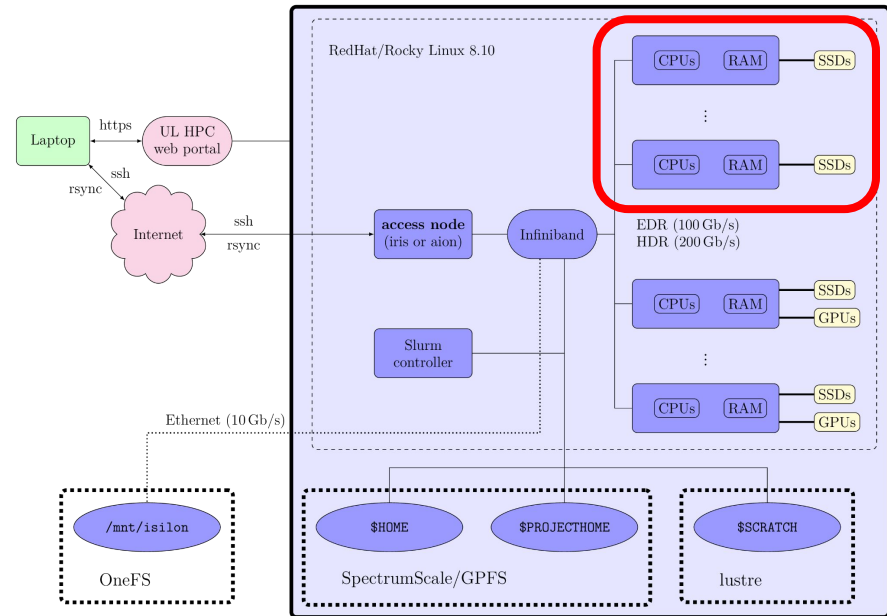 RedHat/Rocky Linux 8.10
CPUs RAM SSDs
⋮
CPUs RAM SSDs
EDR (100 Gb/s)
HDR (200 Gb/s)
Laptop
https
UL HPC
web portal
ssh
rsync
Internet
ssh
rsync
access node
(iris or aion)
Infiniband
CPUs RAM SSDs
GPUs
⋮
CPUs RAM SSDs
GPUs
Slurm
controller
Ethernet (10 Gb/s)
/mnt/isilon
OneFS
$HOME
$PROJECTHOME
SpectrumScale/GPFS
$SCRATCH
lustre